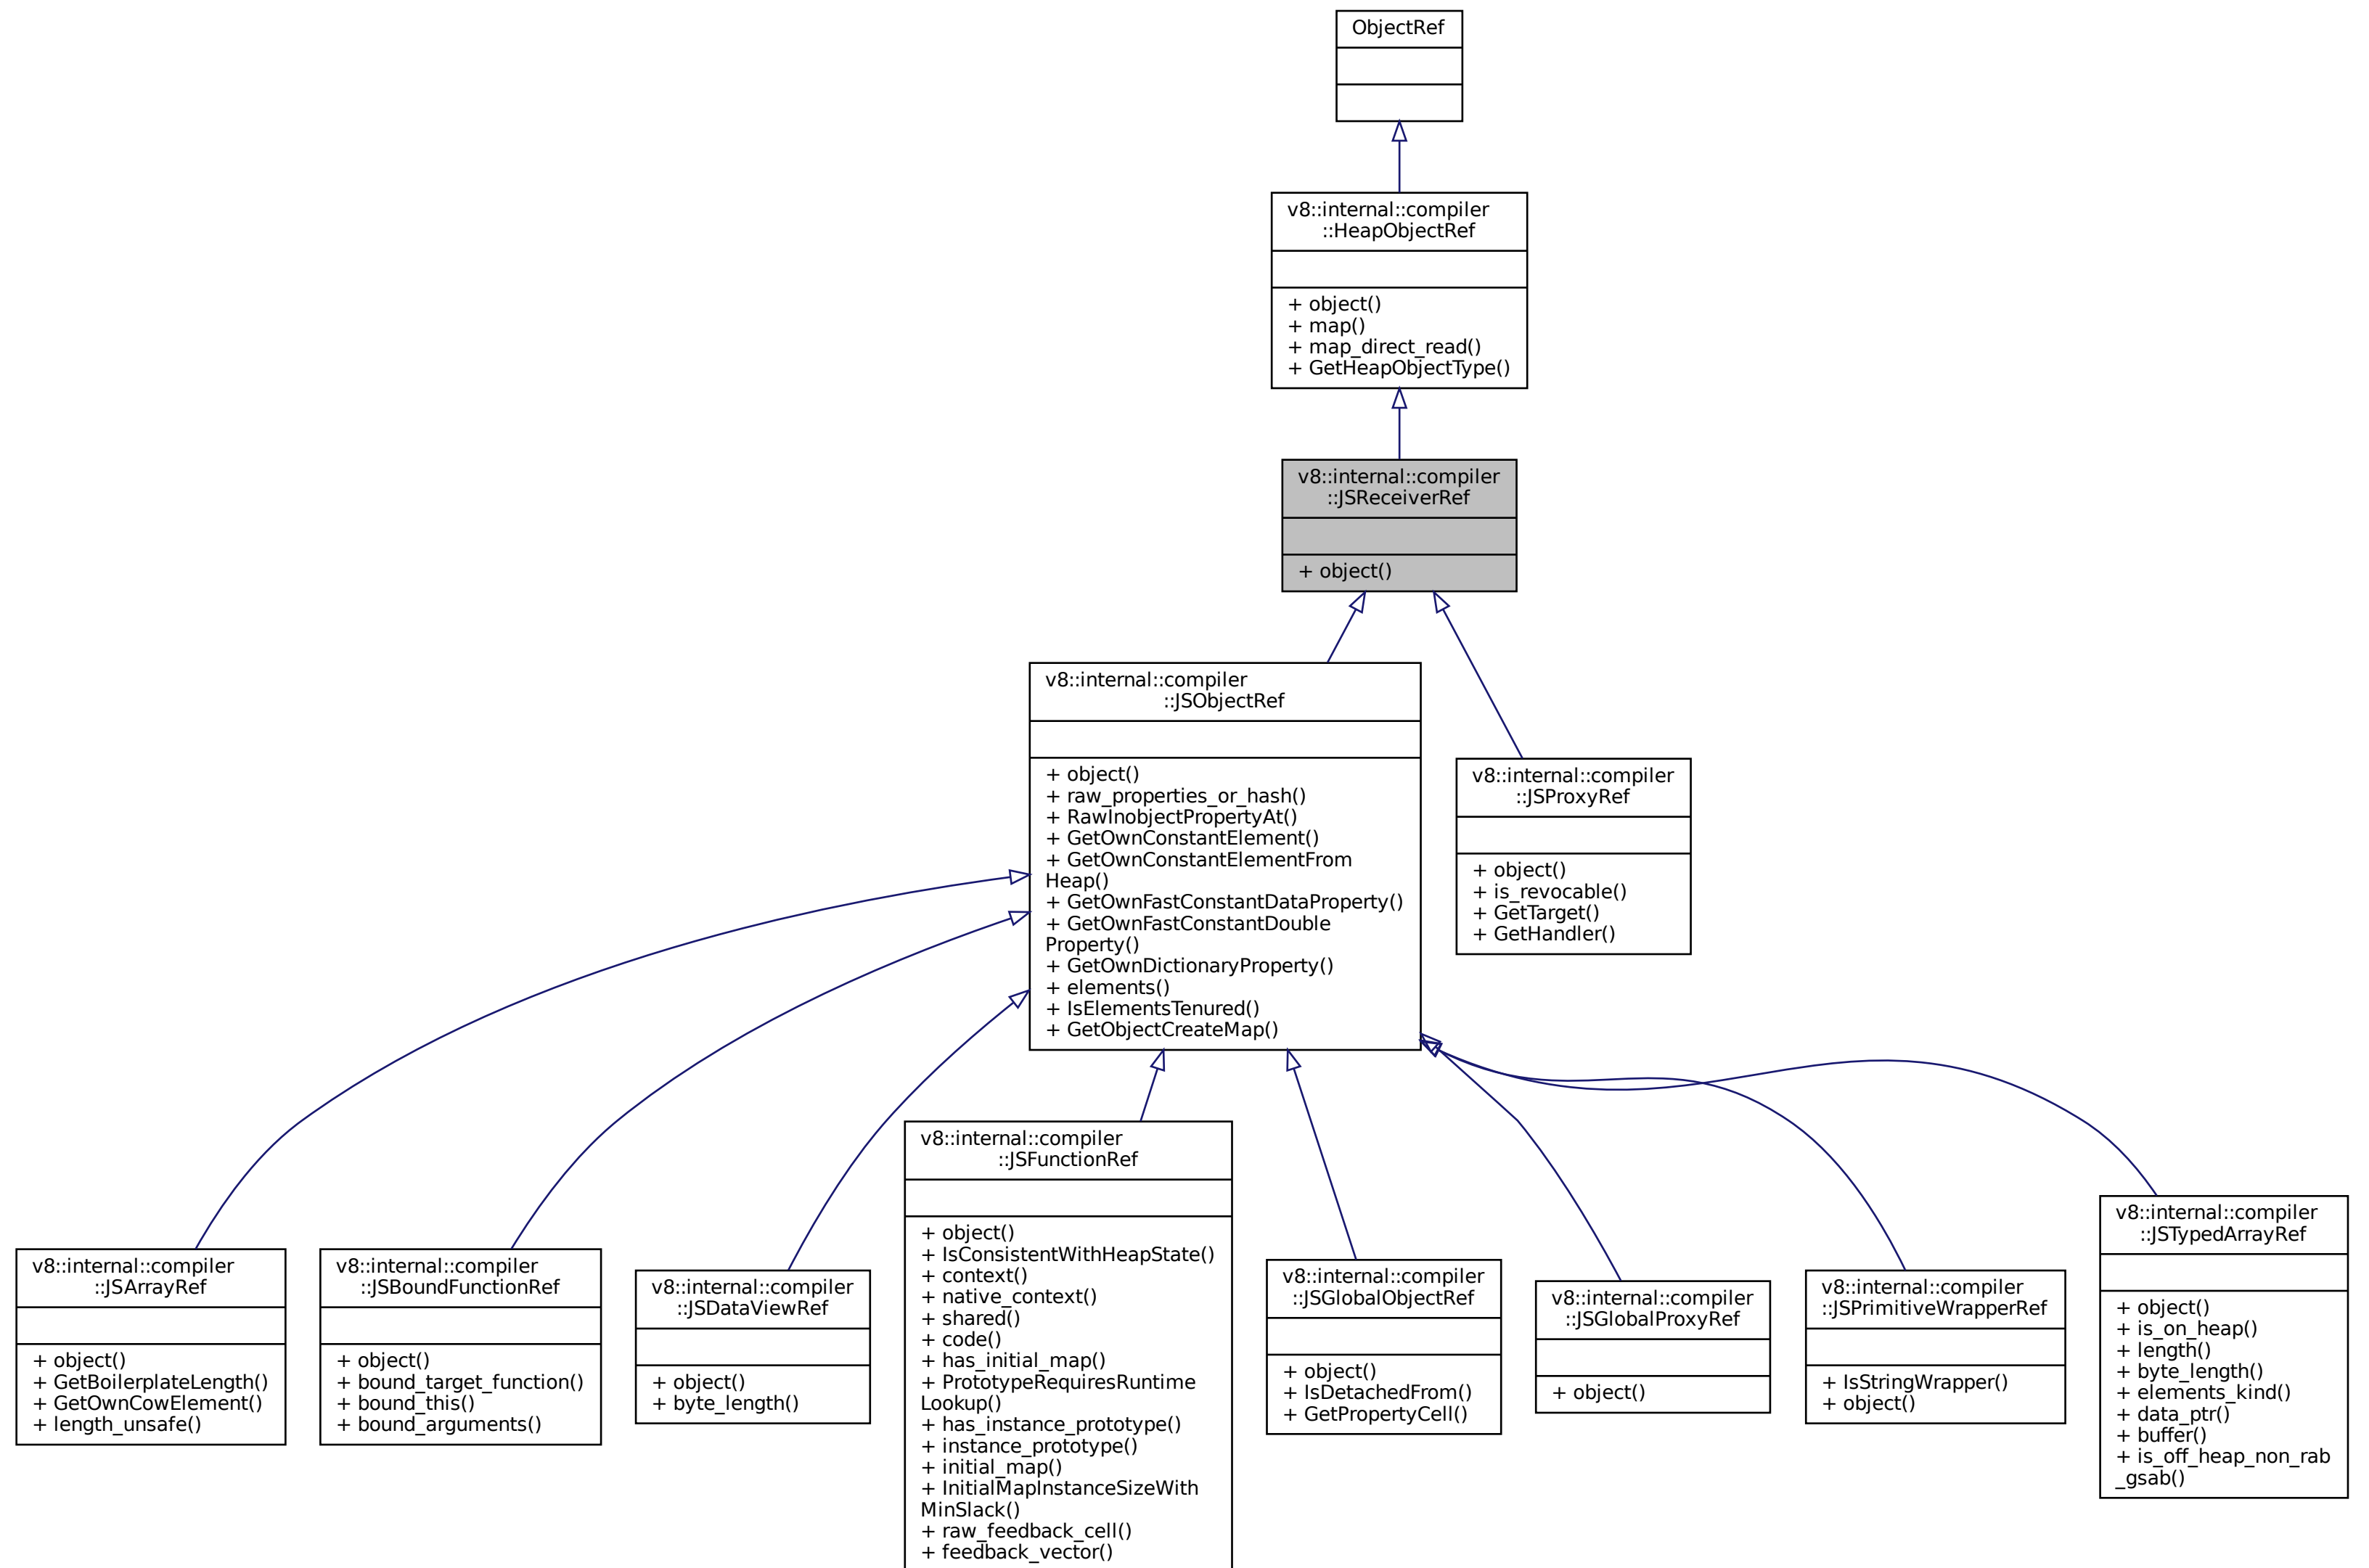 ObjectRef
v8::internal::compiler
::HeapObjectRef
+ object()
+ map()
+ map_direct_read()
+ GetHeapObjectType()
v8::internal::compiler
::JSReceiverRef
+ object()
v8::internal::compiler
::JSObjectRef
+ object()
+ raw_properties_or_hash()
+ RawInobjectPropertyAt()
+ GetOwnConstantElement()
+ GetOwnConstantElementFrom
Heap()
+ GetOwnFastConstantDataProperty()
+ GetOwnFastConstantDouble
Property()
+ GetOwnDictionaryProperty()
+ elements()
+ IsElementsTenured()
+ GetObjectCreateMap()
v8::internal::compiler
::JSProxyRef
+ object()
+ is_revocable()
+ GetTarget()
+ GetHandler()
v8::internal::compiler
::JSArrayRef
+ object()
+ GetBoilerplateLength()
+ GetOwnCowElement()
+ length_unsafe()
v8::internal::compiler
::JSBoundFunctionRef
+ object()
+ bound_target_function()
+ bound_this()
+ bound_arguments()
v8::internal::compiler
::JSDataViewRef
+ object()
+ byte_length()
v8::internal::compiler
::JSFunctionRef
+ object()
+ IsConsistentWithHeapState()
+ context()
+ native_context()
+ shared()
+ code()
+ has_initial_map()
+ PrototypeRequiresRuntime
Lookup()
+ has_instance_prototype()
+ instance_prototype()
+ initial_map()
+ InitialMapInstanceSizeWith
MinSlack()
+ raw_feedback_cell()
+ feedback_vector()
v8::internal::compiler
::JSGlobalObjectRef
+ object()
+ IsDetachedFrom()
+ GetPropertyCell()
v8::internal::compiler
::JSGlobalProxyRef
+ object()
v8::internal::compiler
::JSPrimitiveWrapperRef
+ IsStringWrapper()
+ object()
v8::internal::compiler
::JSTypedArrayRef
+ object()
+ is_on_heap()
+ length()
+ byte_length()
+ elements_kind()
+ data_ptr()
+ buffer()
+ is_off_heap_non_rab
_gsab()